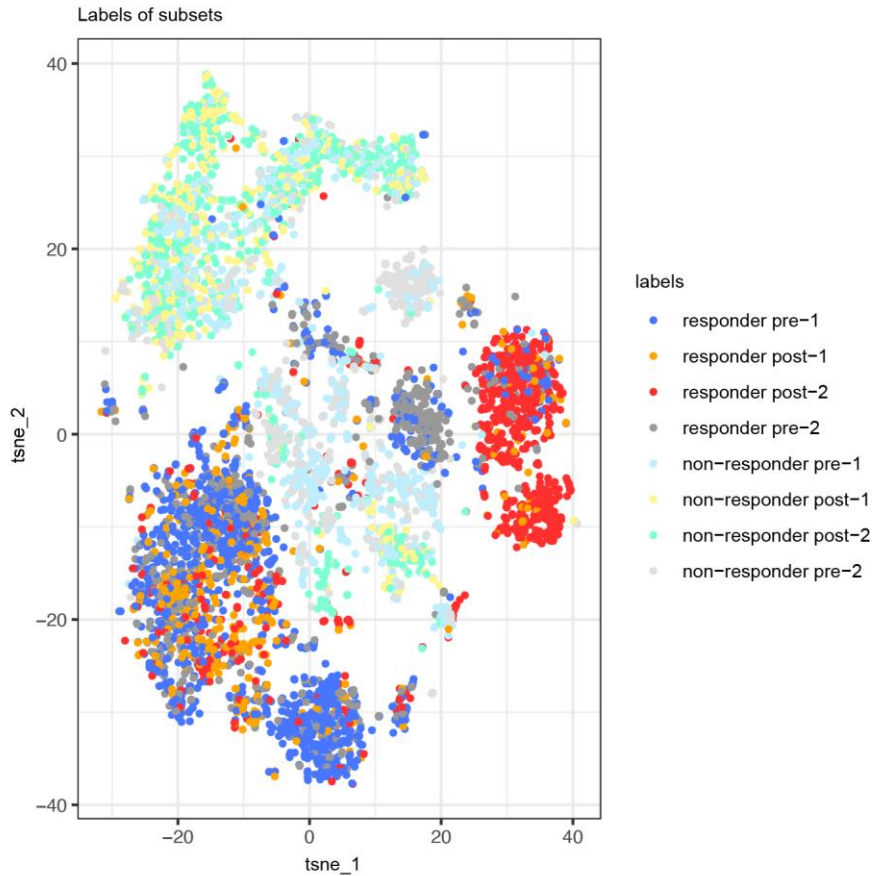 Labels of subsets
40
20
0
−20
−40
tsne_2
−20
0
20
40
tsne_1
labels
responder pre−1
responder post−1
responder post−2
responder pre−2
non−responder pre−1
non−responder post−1
non−responder post−2
non−responder pre−2